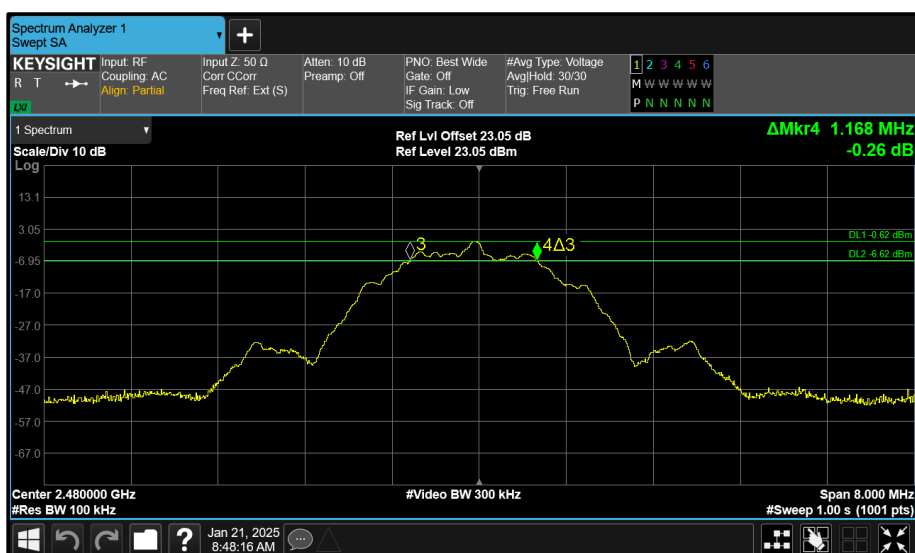 Spectrum Analyzer 1
Swept SA
KEYSIGHT
R T
LXI
Input: RF
Coupling: AC
Align: Partial
Input Z: 50 Ω
Corr CCorr
Freq Ref: Ext (S)
Atten: 10 dB
Preamp: Off
PNO: Best Wide
Gate: Off
IF Gain: Low
Sig Track: Off
#Avg Type: Voltage
Avg|Hold: 30/30
Trig: Free Run
1 2 3 4 5 6
M W W W W W
P N N N N N
1 Spectrum
Scale/Div 10 dB
Ref Lvl Offset 23.05 dB
Ref Level 23.05 dBm
ΔMkr4 1.168 MHz
-0.26 dB
Log
13.1
3.05
-6.95
-17.0
-27.0
-37.0
-47.0
-57.0
-67.0
3
4Δ3
DL1 -0.62 dBm
DL2 -6.62 dBm
Center 2.480000 GHz
#Video BW 300 kHz
Span 8.000 MHz
#Res BW 100 kHz
#Sweep 1.00 s (1001 pts)
Jan 21, 2025
8:48:16 AM